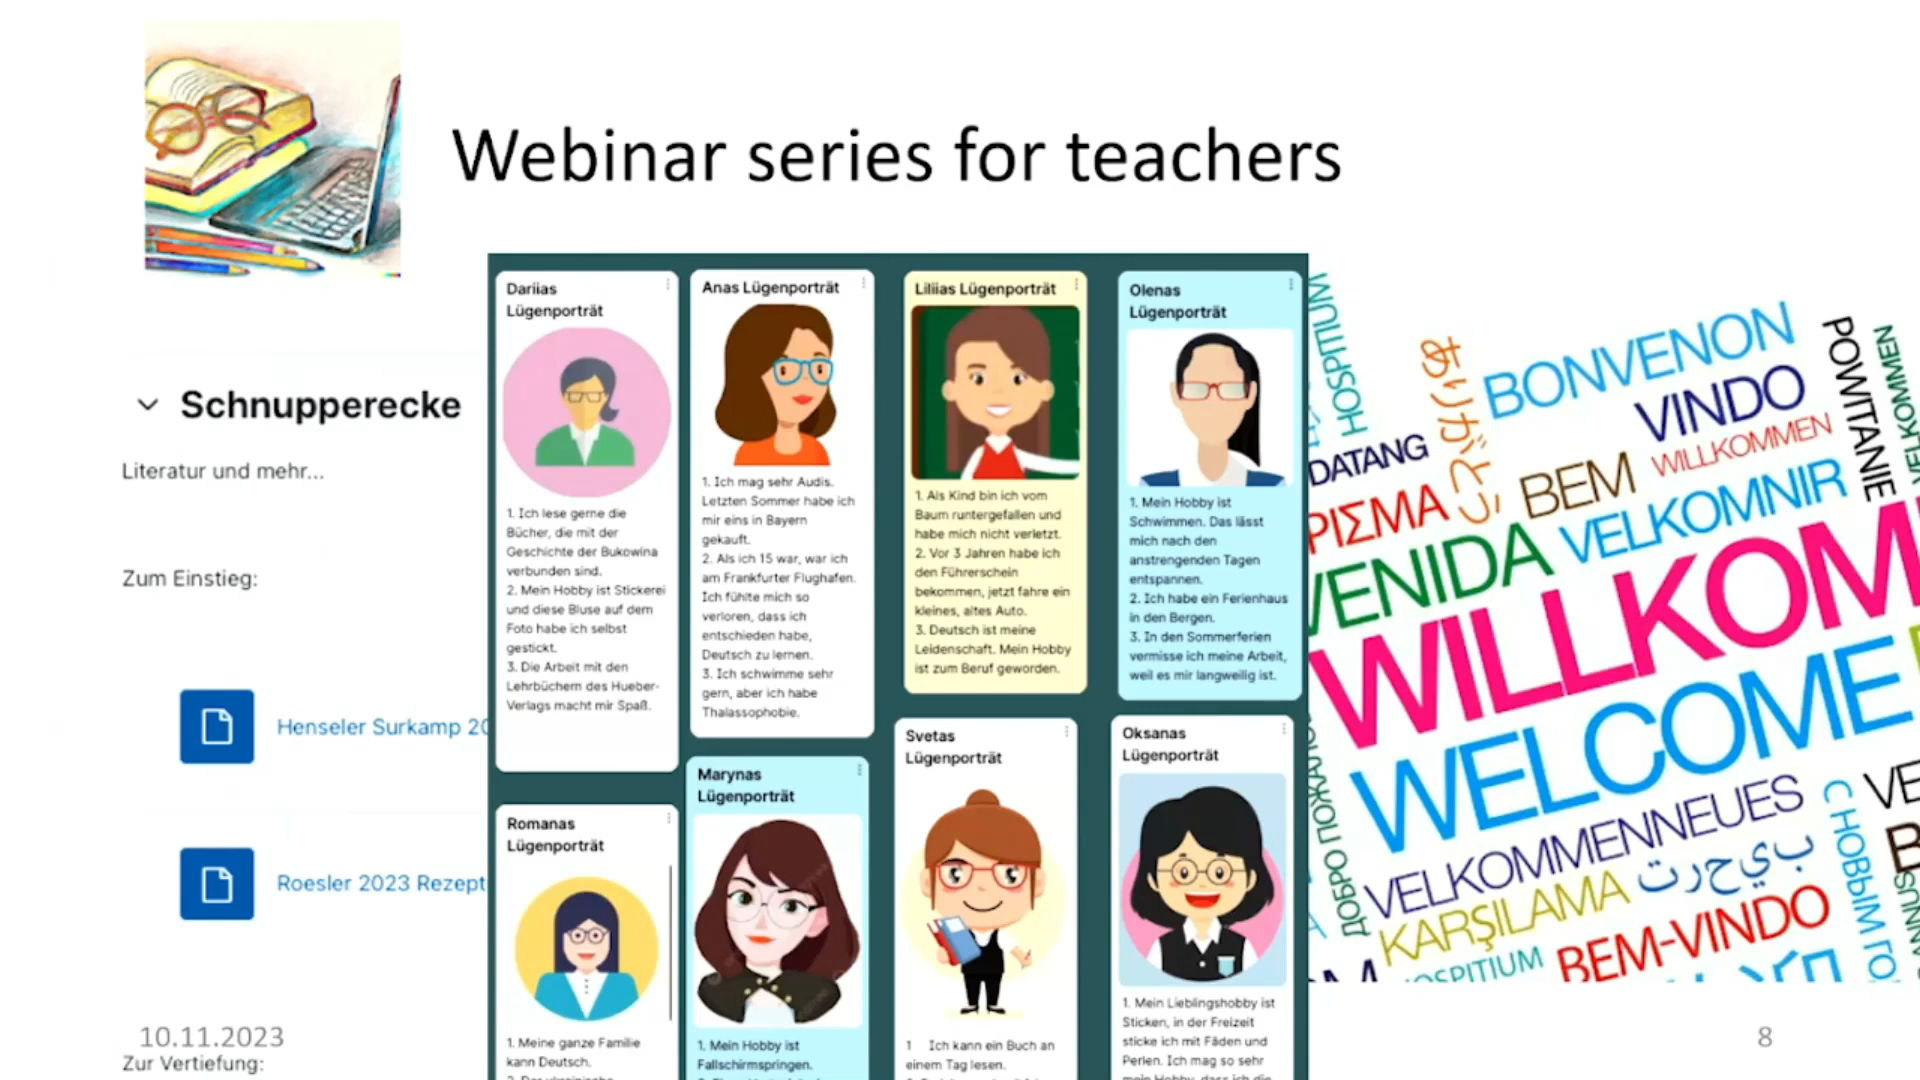 Webinar series for teachers
Schnupperecke
Literatur und mehr...
Zum Einstieg:
Henseler Surkamp
Roesler 2023 Rezept
10.11.2023
Zur Vertiefung:
Dariias
Lügenporträt
1. Ich lese gerne die
Bücher, die mit der
Geschichte der Bukowina
verbunden sind.
2. Mein Hobby ist Stickerei
und diese Bluse auf dem
Foto habe ich selbst
gestickt.
3. Die Arbeit mit den
Lehrbüchern des Hueber-
Verlags macht mir Spaß.
Romanas
Lügenporträt
1. Meine ganze Familie
kann Deutsch.
Anas Lügenporträt
1. Ich mag sehr Audis.
Letzten Sommer habe ich
mir eins in Bayern
gekauft.
2. Als ich 15 war, war ich
am Frankfurter Flughafen.
Ich fühlte mich so
verloren, dass ich
entschieden habe,
Deutsch zu lernen.
3. Ich schwimme sehr
gern, aber ich habe
Thalassophobie.
Marynas
Lügenporträt
1. Mein Hobby ist
Fallschirmspringen.
Liliias Lügenporträt
1. Als Kind bin ich vom
Baum runtergefallen und
habe mich nicht verletzt.
2. Vor 3 Jahren habe ich
den Führerschein
bekommen, jetzt fahre ein
kleines, altes Auto.
3. Deutsch ist meine
Leidenschaft. Mein Hobby
ist zum Beruf geworden.
Svetas
Lügenporträt
1 Ich kann ein Buch an
einem Tag lesen.
Olenas
Lügenporträt
1. Mein Hobby ist
Schwimmen. Das lässt
mich nach den
anstrengenden Tagen
entspannen.
2. Ich habe ein Ferienhaus
in den Bergen.
3. In den Sommerferien
vermisse ich meine Arbeit,
weil es mir langweilig ist.
Oksanas
Lügenporträt
1. Mein Lieblingshobby ist
Sticken, in der Freizeit
sticke ich mit Fäden und
Perlen. Ich mag so sehr
mein Hobby, dass ich die
HOSPITIUM
ありがとう
BONVENON
VINDO
POWITANIE
WILLKOMMEN
DATANG
BEM
VELKOMNIR
ΡΙΣΜΑ
VENIDA
WILLKOM
WELCOME
ДОБРО ПОЖАЛО
VELKOMMENNEUES
KARŞILAMA
BEM-VINDO
С НОВЫМ ГО
OSPITIUM
8